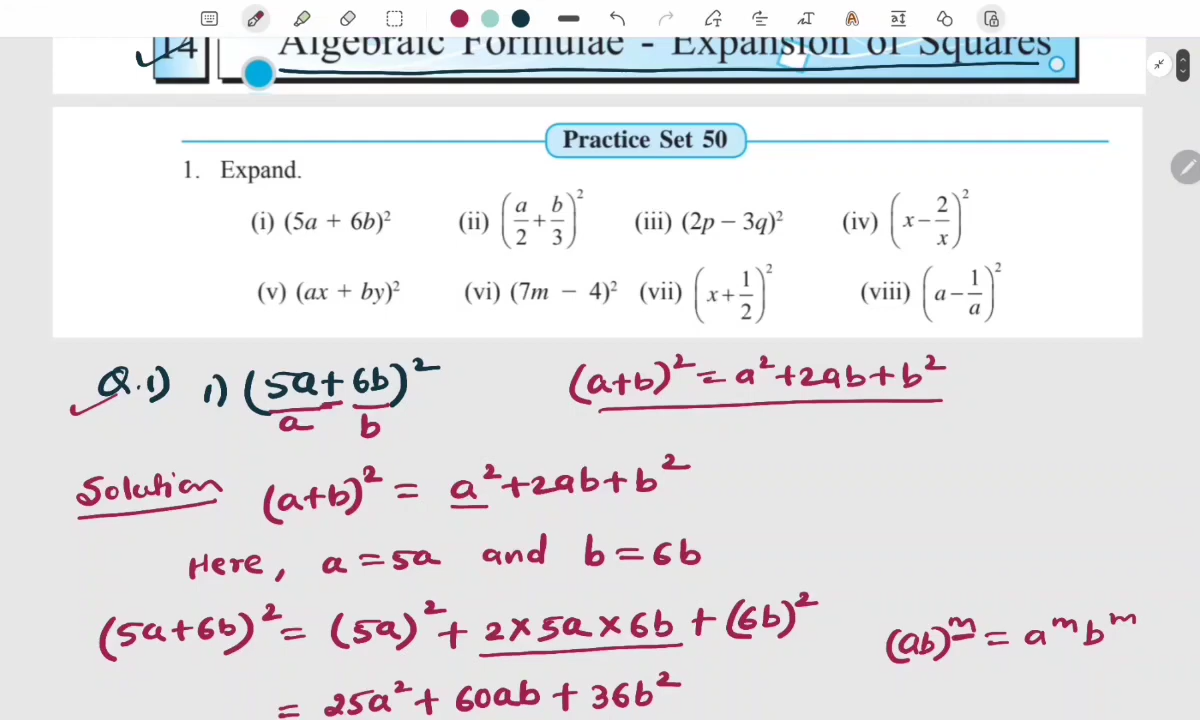 14 Algebraic Formulae - Expansion of Squares
Practice Set 50
1. Expand.
(i) (5a + 6b)² (ii) (a/2 + b/3)² (iii) (2p – 3q)² (iv) (x – 2/x)²
(v) (ax + by)² (vi) (7m – 4)² (vii) (x + 1/2)² (viii) (a – 1/a)²
Q.1) 1) (5a+6b)² (a+b)² = a²+2ab+b²
a b
Solution (a+b)² = a²+2ab+b²
Here, a = 5a and b = 6b
(5a+6b)² = (5a)² + 2×5a×6b + (6b)² (ab)ᵐ = aᵐbᵐ
= 25a² + 60ab + 36b²